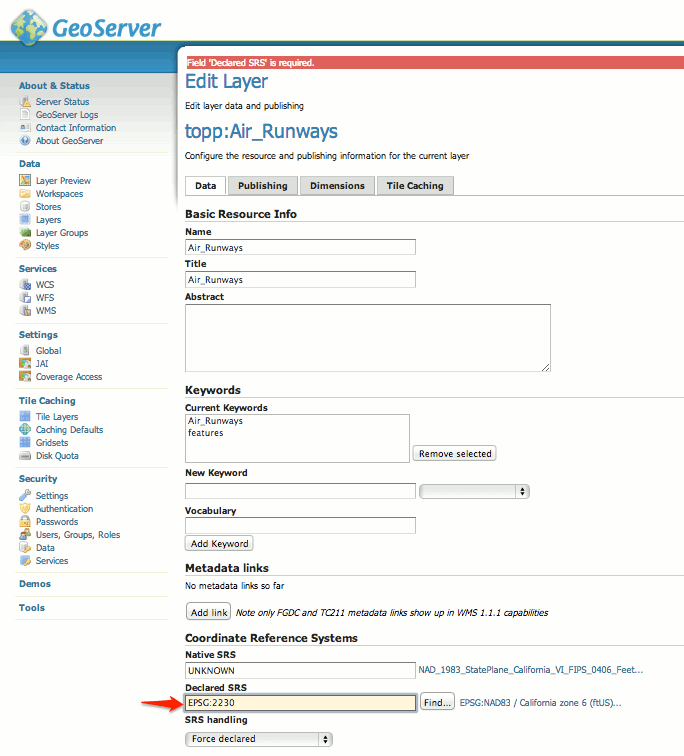 GeoServer
Field 'Declared SRS' is required.
Edit Layer
Edit layer data and publishing
topp:Air_Runways
Configure the resource and publishing information for the current layer
About & Status
Server Status
GeoServer Logs
Contact Information
About GeoServer
Data
Layer Preview
Workspaces
Stores
Layers
Layer Groups
Styles
Services
WCS
WFS
WMS
Settings
Global
JAI
Coverage Access
Tile Caching
Tile Layers
Caching Defaults
Gridsets
Disk Quota
Security
Settings
Authentication
Passwords
Users, Groups, Roles
Data
Services
Demos
Tools
Data Publishing Dimensions Tile Caching
Basic Resource Info
Name
Air_Runways
Title
Air_Runways
Abstract
Keywords
Current Keywords
Air_Runways
features
Remove selected
New Keyword
Vocabulary
Add Keyword
Metadata links
No metadata links so far
Add link Note only FGDC and TC211 metadata links show up in WMS 1.1.1 capabilities
Coordinate Reference Systems
Native SRS
UNKNOWN NAD_1983_StatePlane_California_VI_FIPS_0406_Feet...
Declared SRS
EPSG:2230 Find... EPSG:NAD83 / California zone 6 (ftUS)...
SRS handling
Force declared